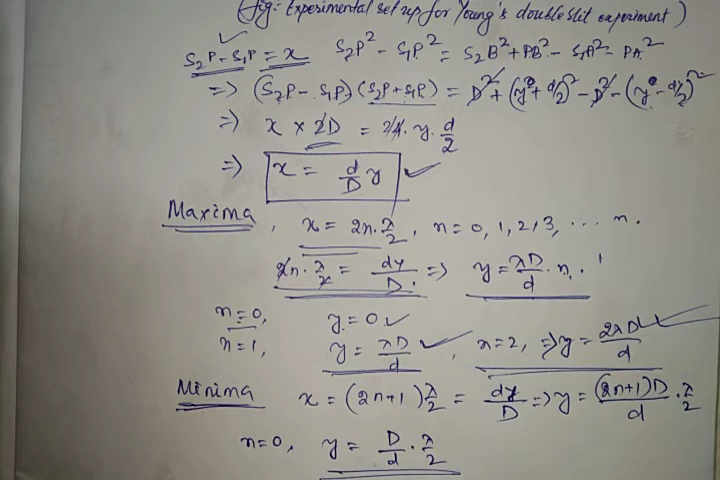 (fig: Experimental set up for Young's double slit experiment)
S₂P - S₁P = x S₂P² - S₁P² = S₂B² + PB² - S₁A² - PA²
=> (S₂P - S₁P) (S₂P + S₁P) = D² + (y + d/2)² - D² - (y - d/2)²
=> x × 2D = 2/4. y. d/2
=> x = d/D y
Maxima, x = 2n. λ/2, n = 0, 1, 2, 3, ... n.
2n. λ/2 = dy/D. => y = λD/d . n.
n = 0, y = 0
n = 1, y = λD/d, n = 2, => y = 2λD/d
Minima x = (2n+1) λ/2 = dy/D => y = (2n+1)D/d . λ/2
n = 0, y = D/d . λ/2